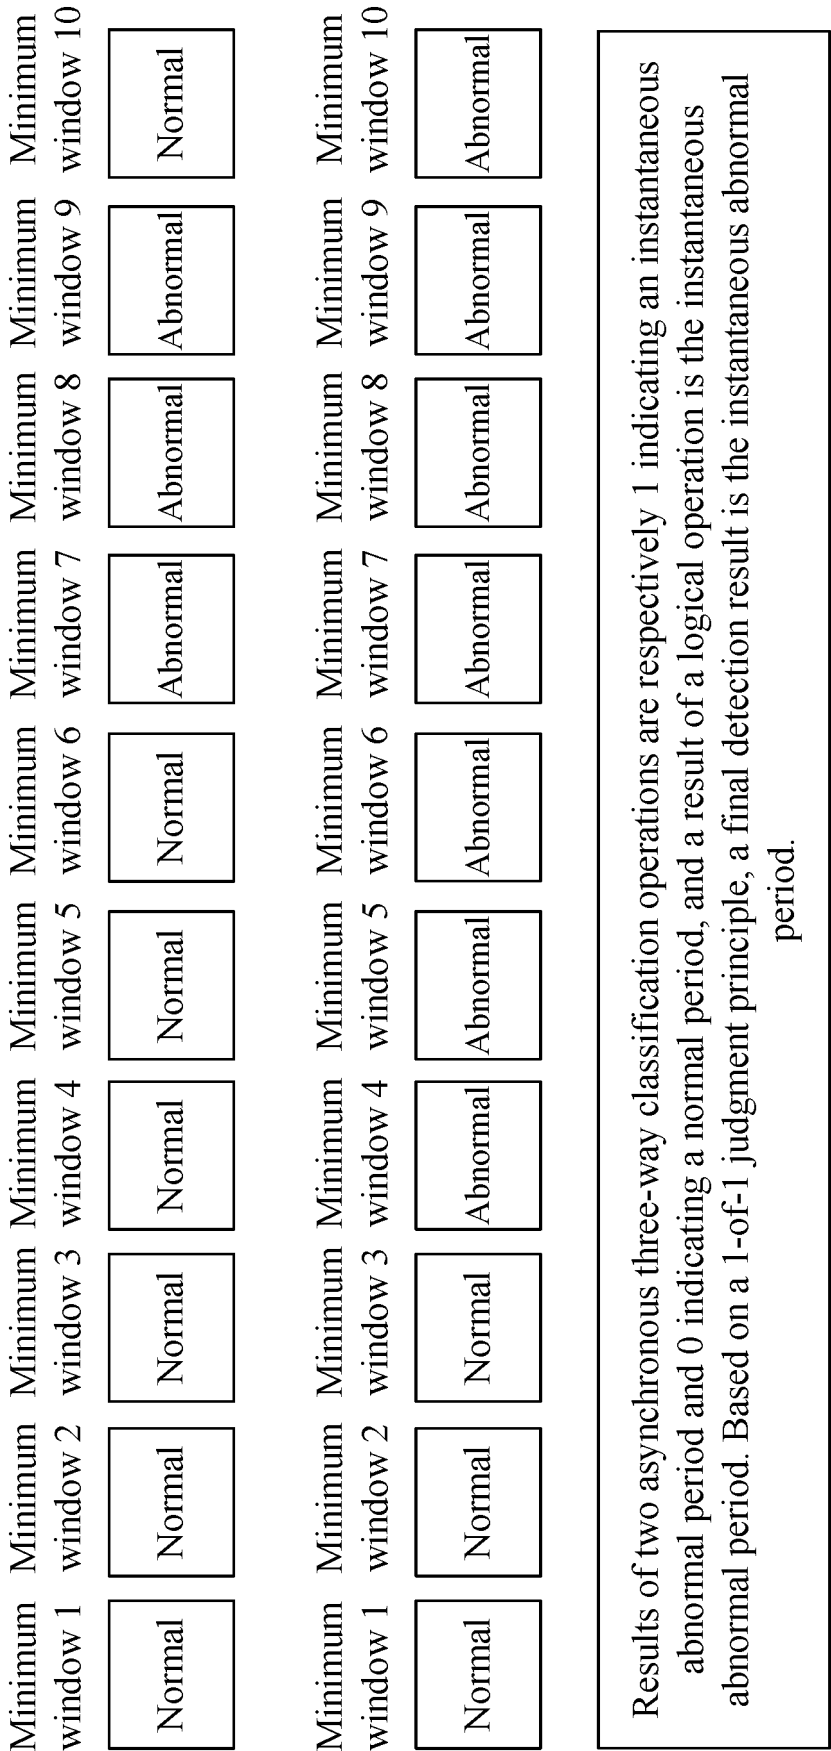 Minimum window 1 Minimum window 2 Minimum window 3 Minimum window 4 Minimum window 5 Minimum window 6 Minimum window 7 Minimum window 8 Minimum window 9 Minimum window 10
Normal Normal Normal Normal Normal Normal Abnormal Abnormal Abnormal Normal
Minimum window 1 Minimum window 2 Minimum window 3 Minimum window 4 Minimum window 5 Minimum window 6 Minimum window 7 Minimum window 8 Minimum window 9 Minimum window 10
Normal Normal Normal Abnormal Abnormal Abnormal Abnormal Abnormal Abnormal Abnormal
Results of two asynchronous three-way classification operations are respectively 1 indicating an instantaneous
abnormal period and 0 indicating a normal period, and a result of a logical operation is the instantaneous
abnormal period. Based on a 1-of-1 judgment principle, a final detection result is the instantaneous abnormal
period.